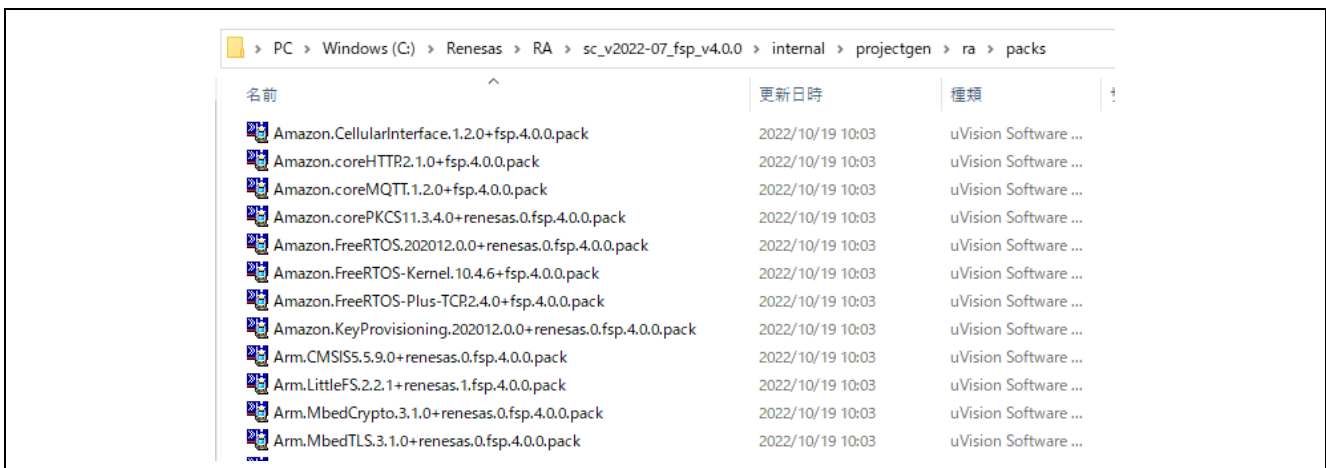 PC > Windows (C:) > Renesas > RA > sc_v2022-07_fsp_v4.0.0 > internal > projectgen > ra > packs
名前 更新日時 種類
Amazon.CellularInterface.1.2.0+fsp.4.0.0.pack 2022/10/19 10:03 uVision Software ...
Amazon.coreHTTP.2.1.0+fsp.4.0.0.pack 2022/10/19 10:03 uVision Software ...
Amazon.coreMQTT.1.2.0+fsp.4.0.0.pack 2022/10/19 10:03 uVision Software ...
Amazon.corePKCS11.3.4.0+renesas.0.fsp.4.0.0.pack 2022/10/19 10:03 uVision Software ...
Amazon.FreeRTOS.202012.0.0+renesas.0.fsp.4.0.0.pack 2022/10/19 10:03 uVision Software ...
Amazon.FreeRTOS-Kernel.10.4.6+fsp.4.0.0.pack 2022/10/19 10:03 uVision Software ...
Amazon.FreeRTOS-Plus-TCP.2.4.0+fsp.4.0.0.pack 2022/10/19 10:03 uVision Software ...
Amazon.KeyProvisioning.202012.0.0+renesas.0.fsp.4.0.0.pack 2022/10/19 10:03 uVision Software ...
Arm.CMSIS5.5.9.0+renesas.0.fsp.4.0.0.pack 2022/10/19 10:03 uVision Software ...
Arm.LittleFS.2.2.1+renesas.1.fsp.4.0.0.pack 2022/10/19 10:03 uVision Software ...
Arm.MbedCrypto.3.1.0+renesas.0.fsp.4.0.0.pack 2022/10/19 10:03 uVision Software ...
Arm.MbedTLS.3.1.0+renesas.0.fsp.4.0.0.pack 2022/10/19 10:03 uVision Software ...